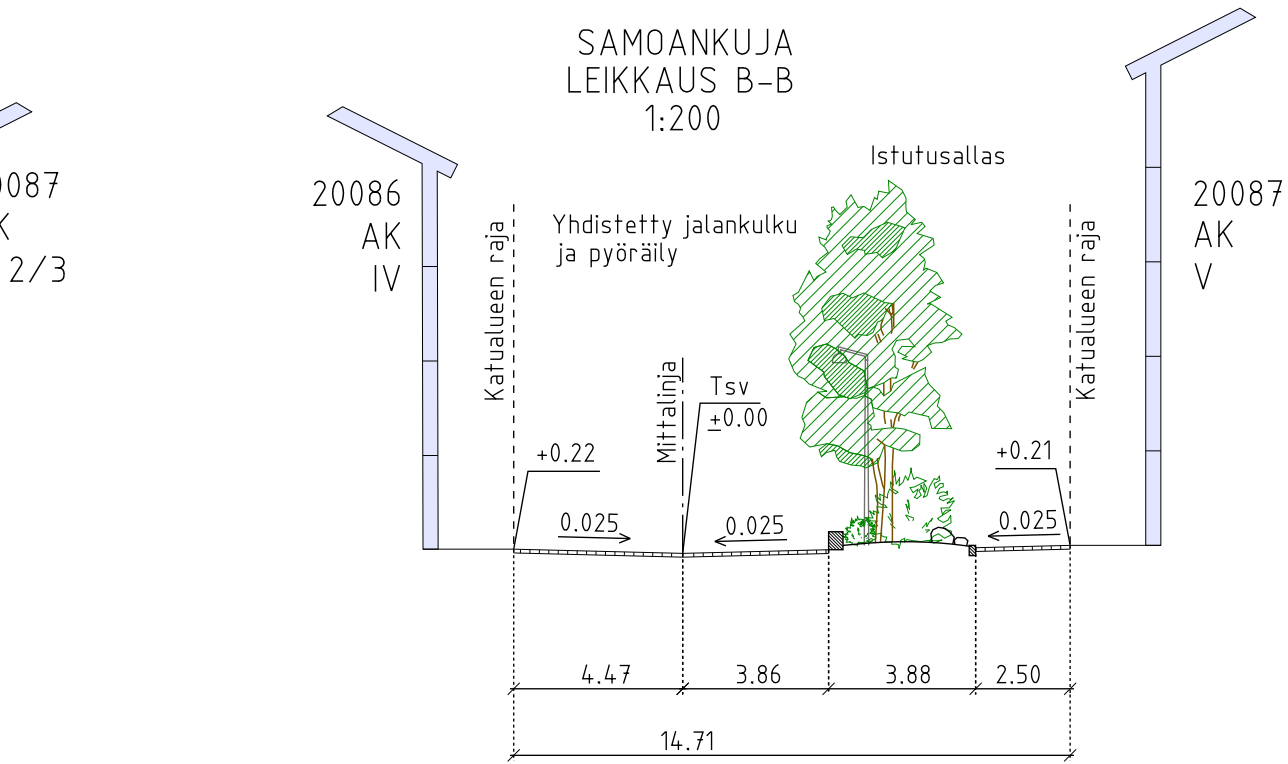 SAMOANKUJA
LEIKKAUS B-B
1:200
Istutusallas
20086
AK
IV
20087
AK
V
2/3
Katualueen raja
Yhdistetty jalankulku
ja pyöräily
Mittalinja
Tsv
±0.00
Katualueen raja
+0.22
+0.21
0.025
0.025
0.025
4.47
3.86
3.88
2.50
14.71